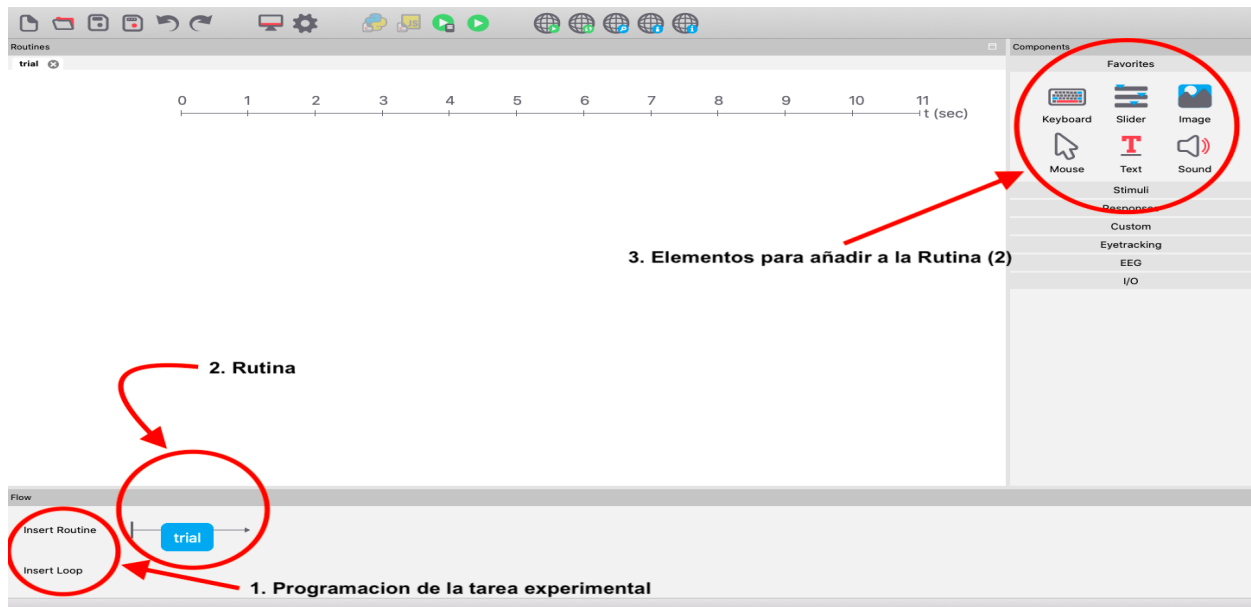 JS
Routines
Components
trial
Favorites
0 1 2 3 4 5 6 7 8 9 10 11
t (sec)
Keyboard Slider Image
T
Mouse Text Sound
Stimuli
Responses
Custom
Eyetracking
3. Elementos para añadir a la Rutina (2)
EEG
I/O
2. Rutina
Flow
Insert Routine
trial
Insert Loop
1. Programacion de la tarea experimental